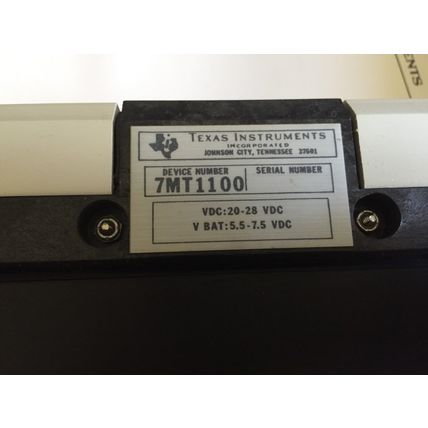 TEXAS INSTRUMENTS
INCORPORATED
JOHNSON CITY, TENNESSEE 37601
DEVICE NUMBER
SERIAL NUMBER
7MT1100
VDC:20-28 VDC
V BAT:5.5-7.5 VDC